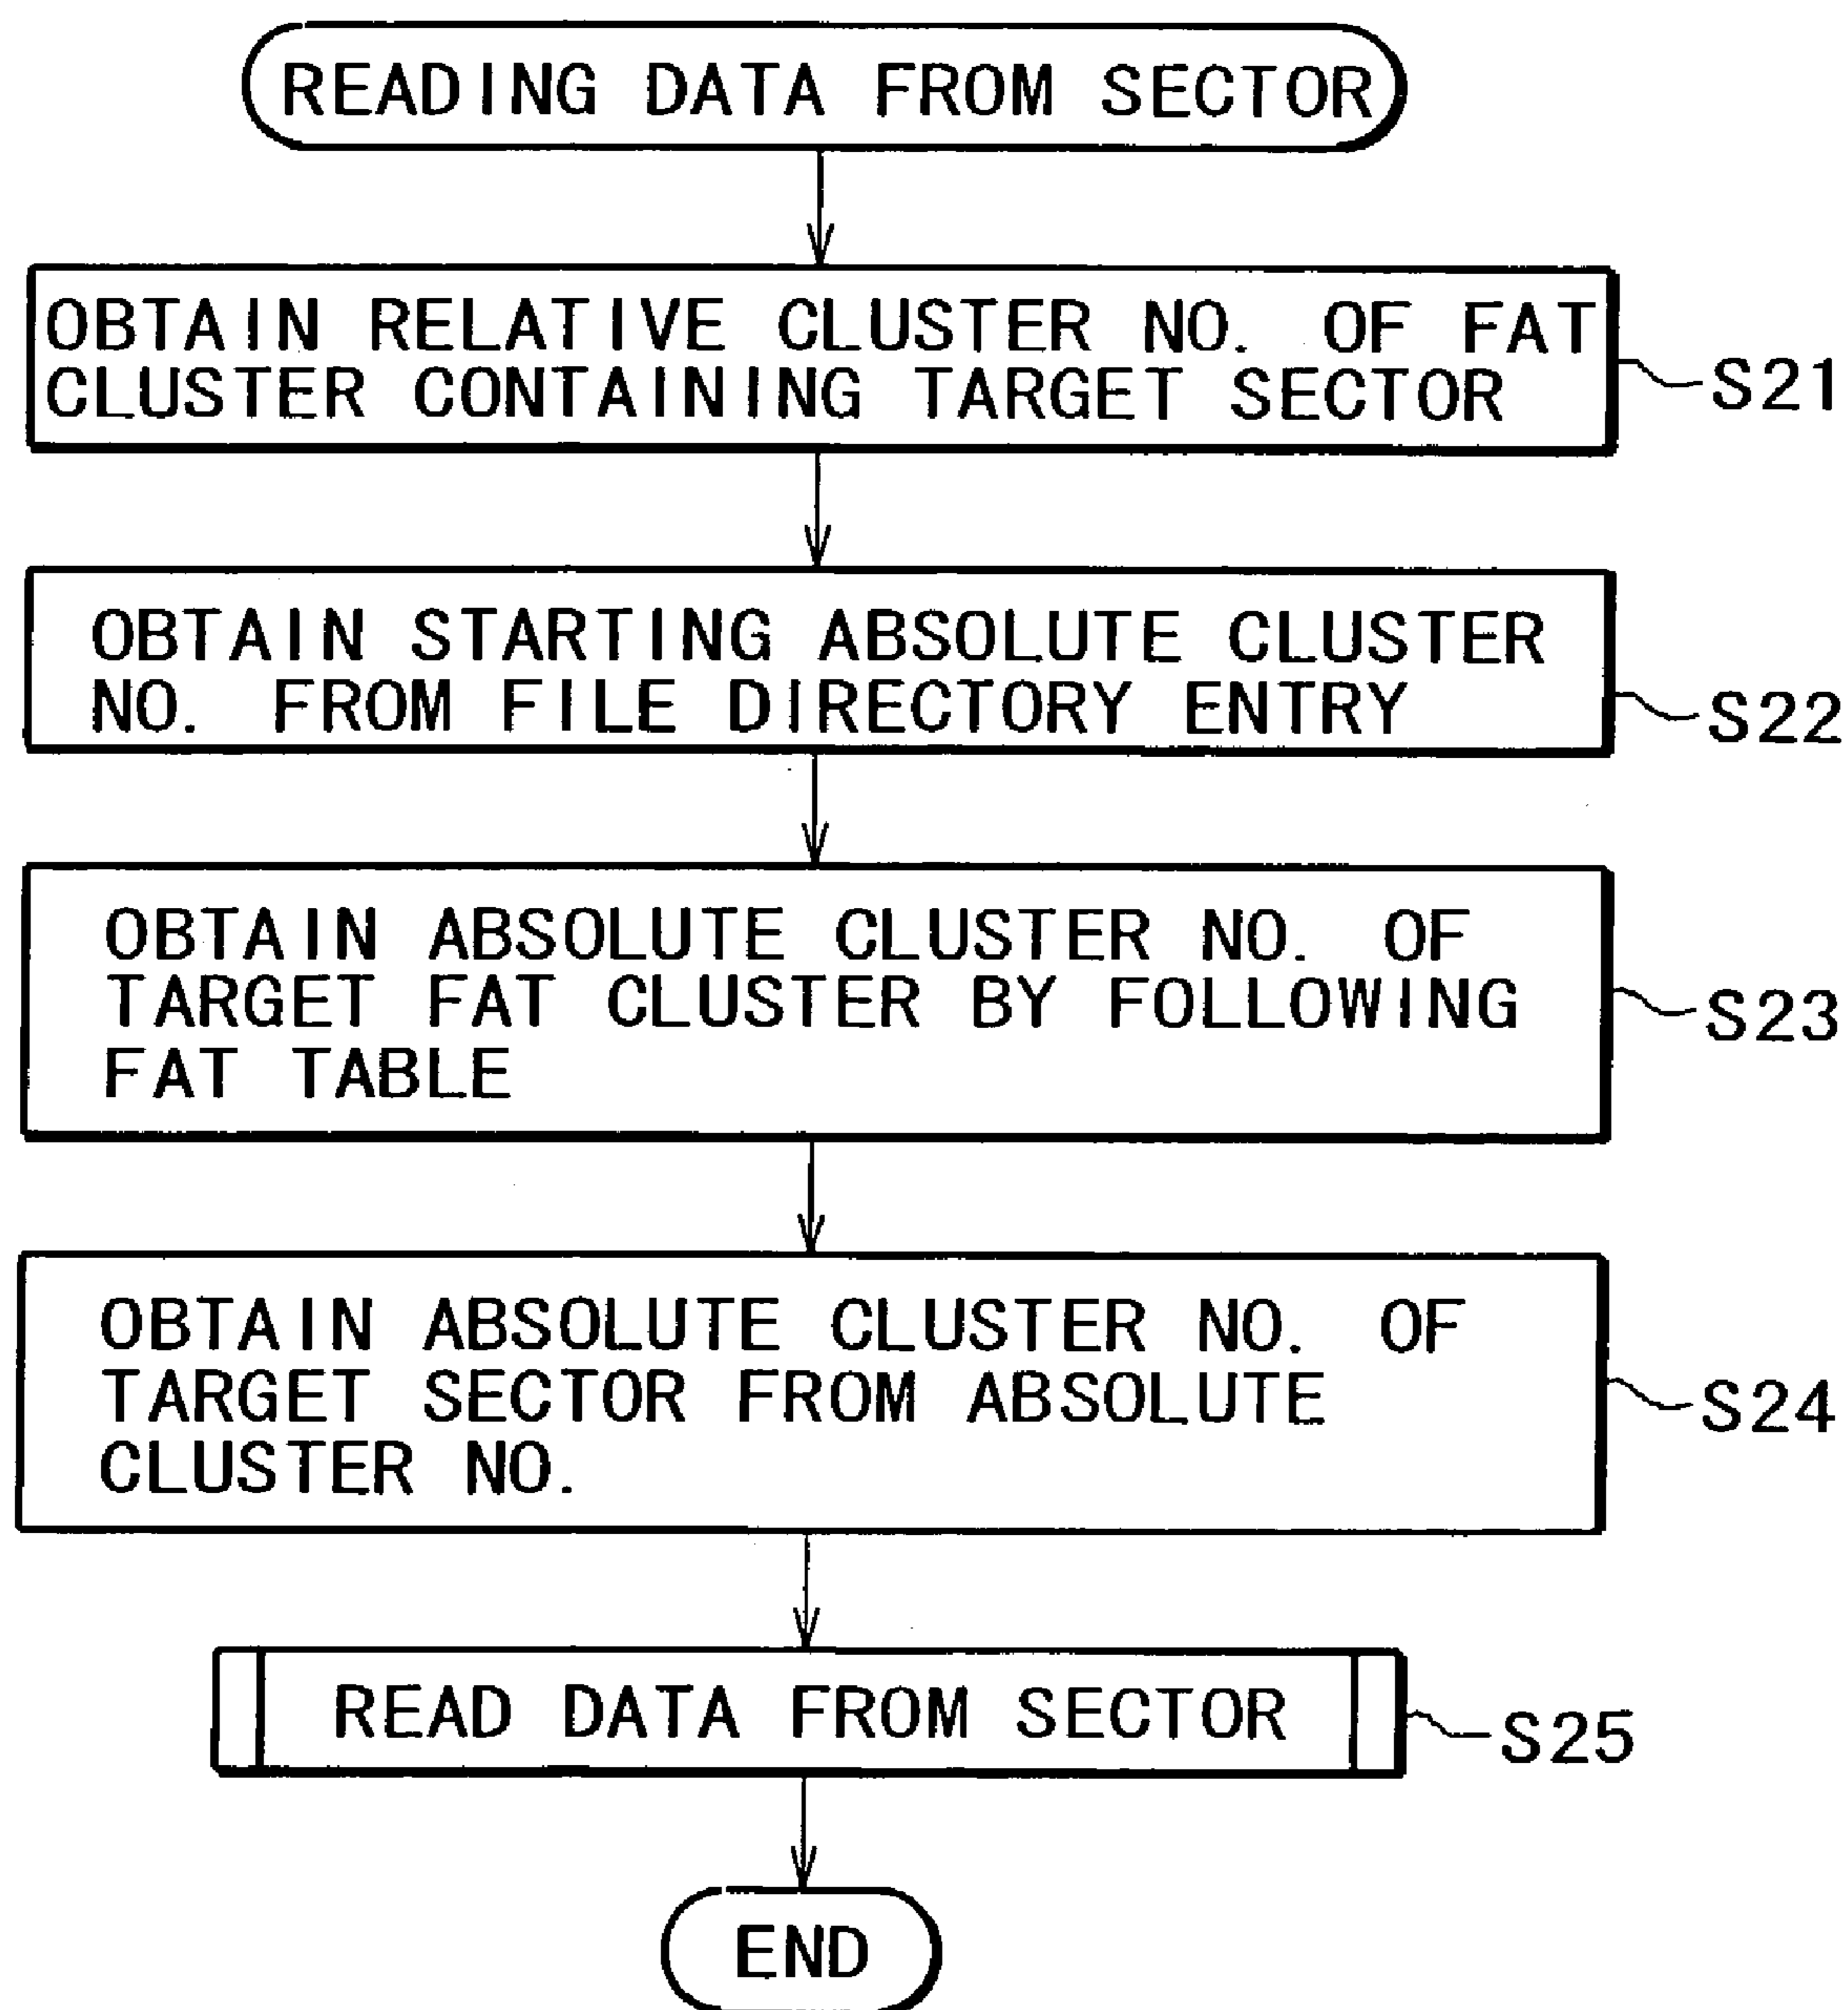 READING DATA FROM SECTOR
OBTAIN RELATIVE CLUSTER NO. OF FAT
CLUSTER CONTAINING TARGET SECTOR
S21
OBTAIN STARTING ABSOLUTE CLUSTER
NO. FROM FILE DIRECTORY ENTRY
S22
OBTAIN ABSOLUTE CLUSTER NO. OF
TARGET FAT CLUSTER BY FOLLOWING
FAT TABLE
S23
OBTAIN ABSOLUTE CLUSTER NO. OF
TARGET SECTOR FROM ABSOLUTE
CLUSTER NO.
S24
READ DATA FROM SECTOR
S25
END